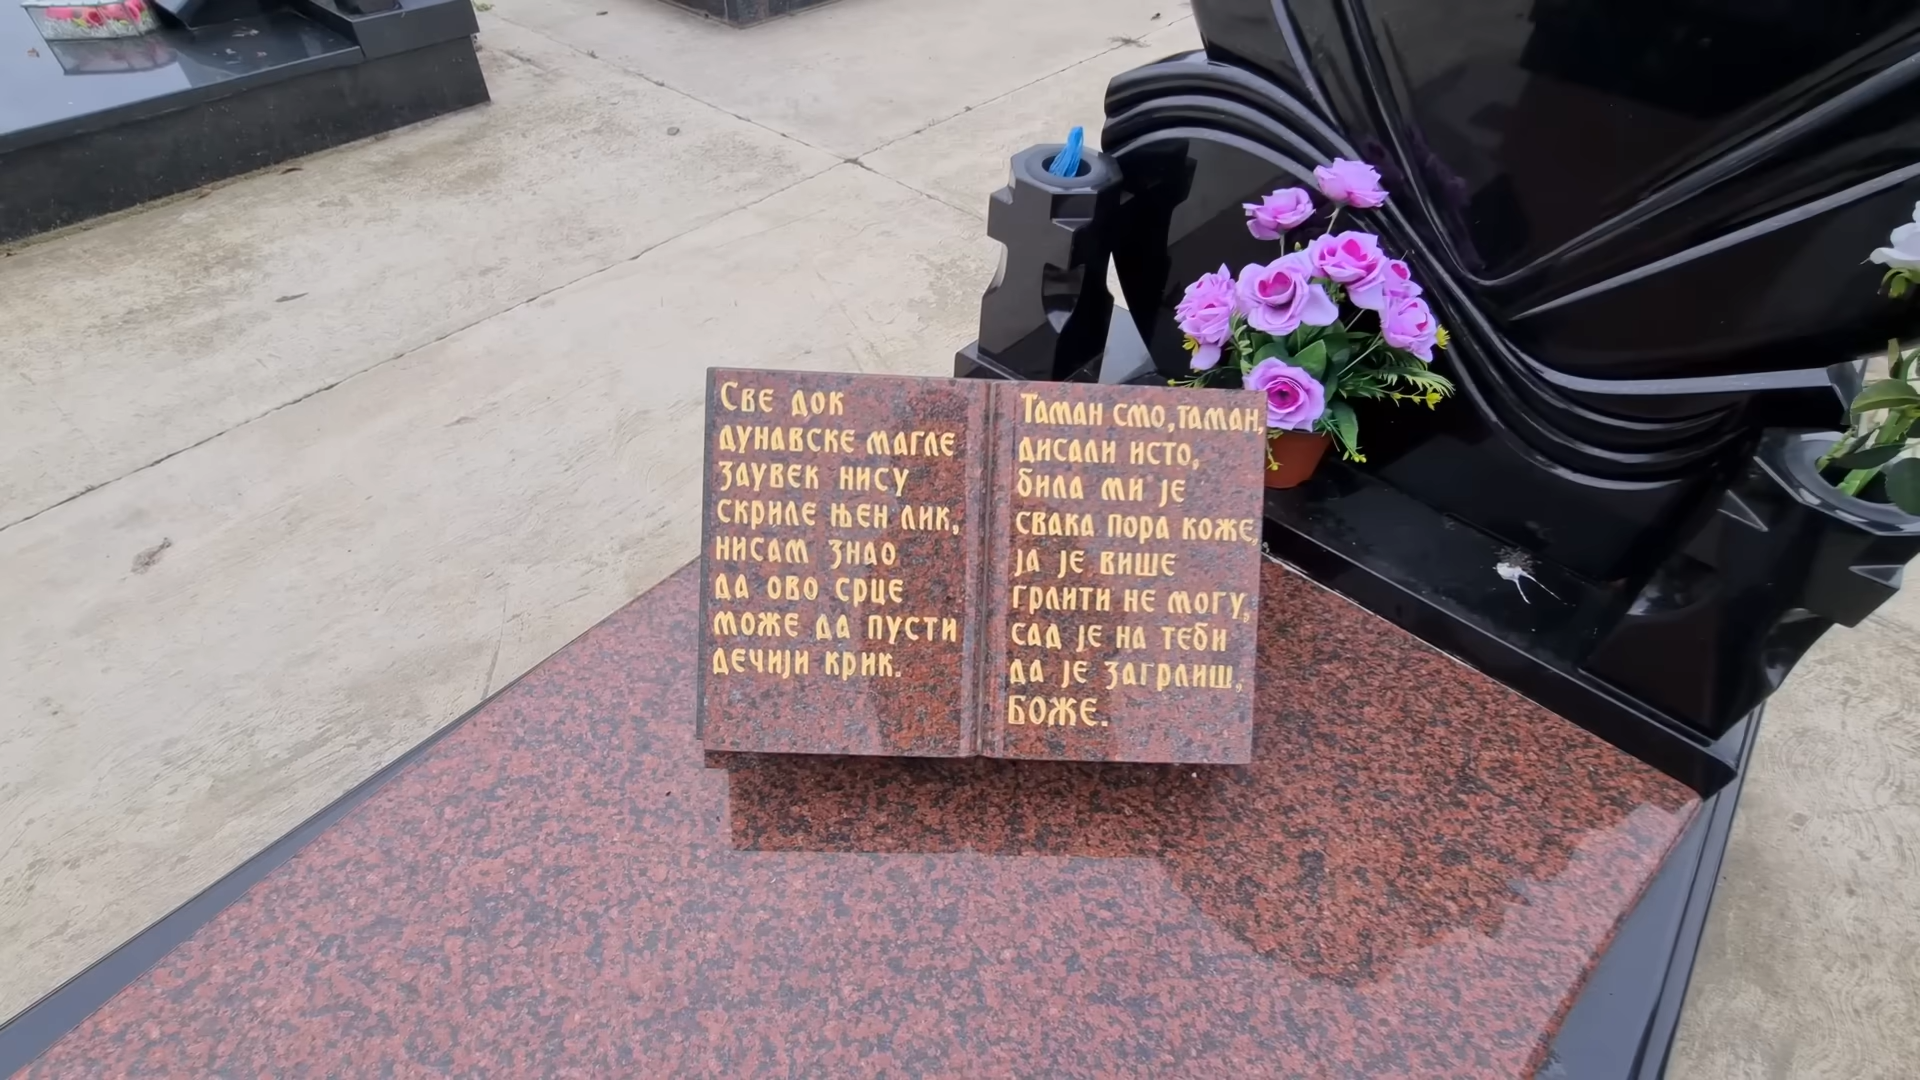 Све док
дунавске магле
заувек нису
скриле њен лик,
нисам знао
да ово срце
може да пусти
дечији крик.
Таман смо, таман,
дисали исто,
била ми је
свака пора коже,
ја је више
грлити не могу,
сад је на теби
да је загрлиш,
БОЖЕ.